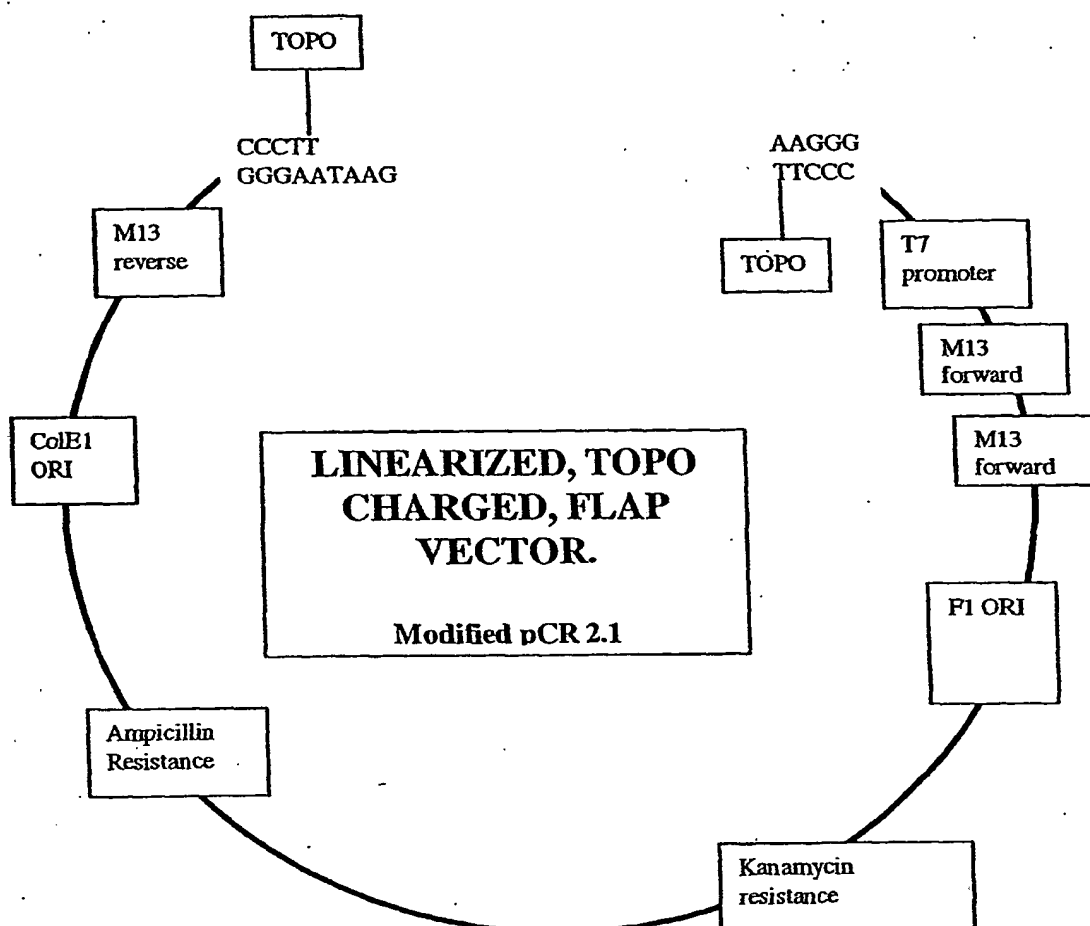 TOPO
CCCTT
GGGAATAAG
AAGGG
TTCCC
TOPO
M13
reverse
T7
promoter
M13
forward
M13
forward
ColE1
ORI
LINEARIZED, TOPO
CHARGED, FLAP
VECTOR.
Modified pCR 2.1
F1 ORI
Ampicillin
Resistance
Kanamycin
resistance